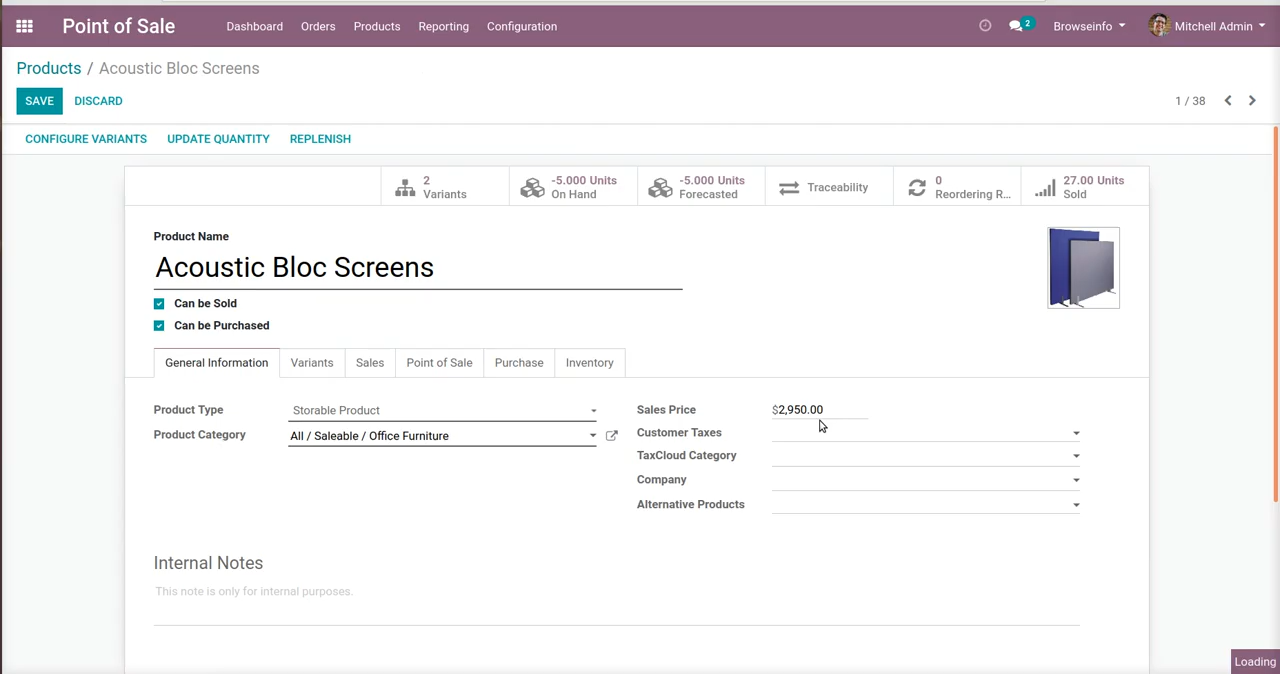 Point of Sale Dashboard Orders Products Reporting Configuration 2 Browseinfo Mitchell Admin
Products / Acoustic Bloc Screens
SAVE DISCARD 1 / 38
CONFIGURE VARIANTS UPDATE QUANTITY REPLENISH
2 Variants
-5.000 Units On Hand
-5.000 Units Forecasted
Traceability
0 Reordering R...
27.00 Units Sold
Product Name
Acoustic Bloc Screens
Can be Sold
Can be Purchased
General Information Variants Sales Point of Sale Purchase Inventory
Product Type Storable Product
Product Category All / Saleable / Office Furniture
Sales Price $2,950.00
Customer Taxes
TaxCloud Category
Company
Alternative Products
Internal Notes
This note is only for internal purposes.
Loading